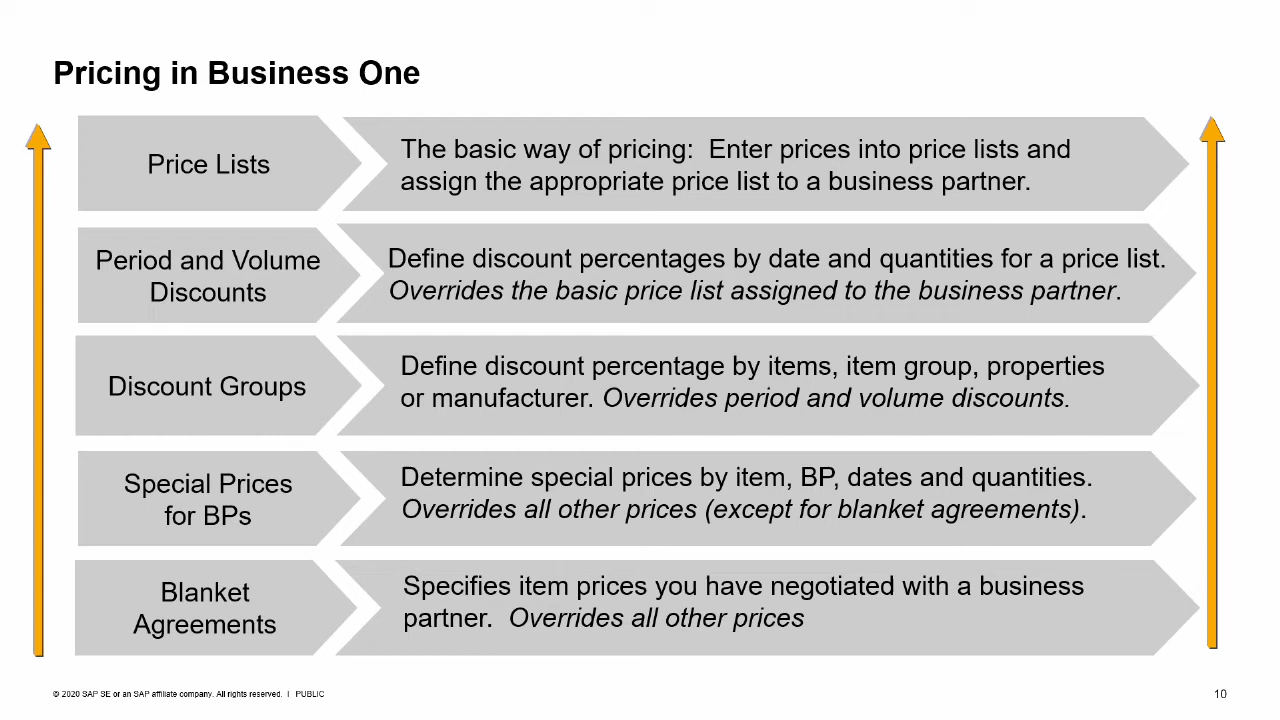 Pricing in Business One
Price Lists
The basic way of pricing:  Enter prices into price lists and
assign the appropriate price list to a business partner.
Period and Volume
Discounts
Define discount percentages by date and quantities for a price list.
Overrides the basic price list assigned to the business partner.
Discount Groups
Define discount percentage by items, item group, properties
or manufacturer. Overrides period and volume discounts.
Special Prices
for BPs
Determine special prices by item, BP, dates and quantities.
Overrides all other prices (except for blanket agreements).
Blanket
Agreements
Specifies item prices you have negotiated with a business
partner.  Overrides all other prices
© 2020 SAP SE or an SAP affiliate company. All rights reserved. ǀ PUBLIC
10